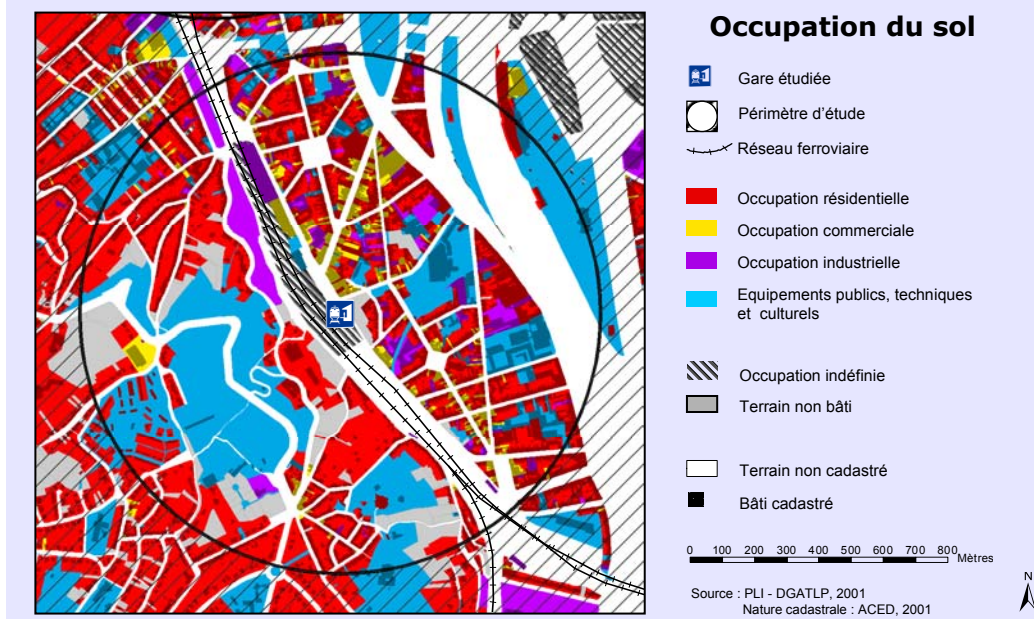 Occupation du sol
Gare étudiée
Périmètre d'étude
Réseau ferroviaire
Occupation résidentielle
Occupation commerciale
Occupation industrielle
Equipements publics, techniques
et culturels
Occupation indéfinie
Terrain non bâti
Terrain non cadastré
Bâti cadastré
0 100 200 300 400 500 600 700 800 Mètres
Source : PLI - DGATLP, 2001
Nature cadastrale : ACED, 2001
N